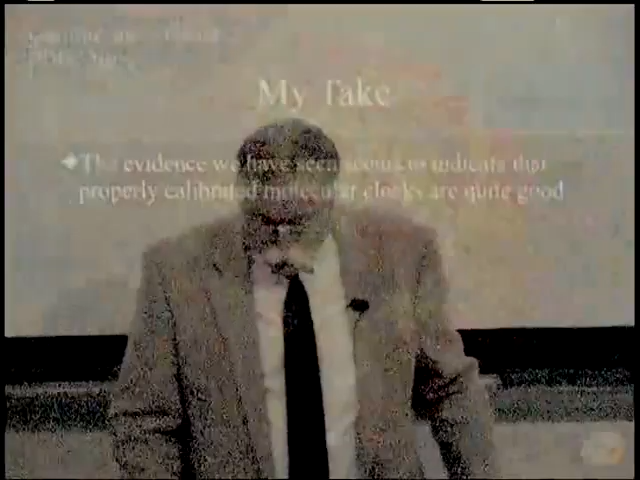 My Take
The evidence we have seen seems to indicate that
properly calibrated molecular clocks are quite good